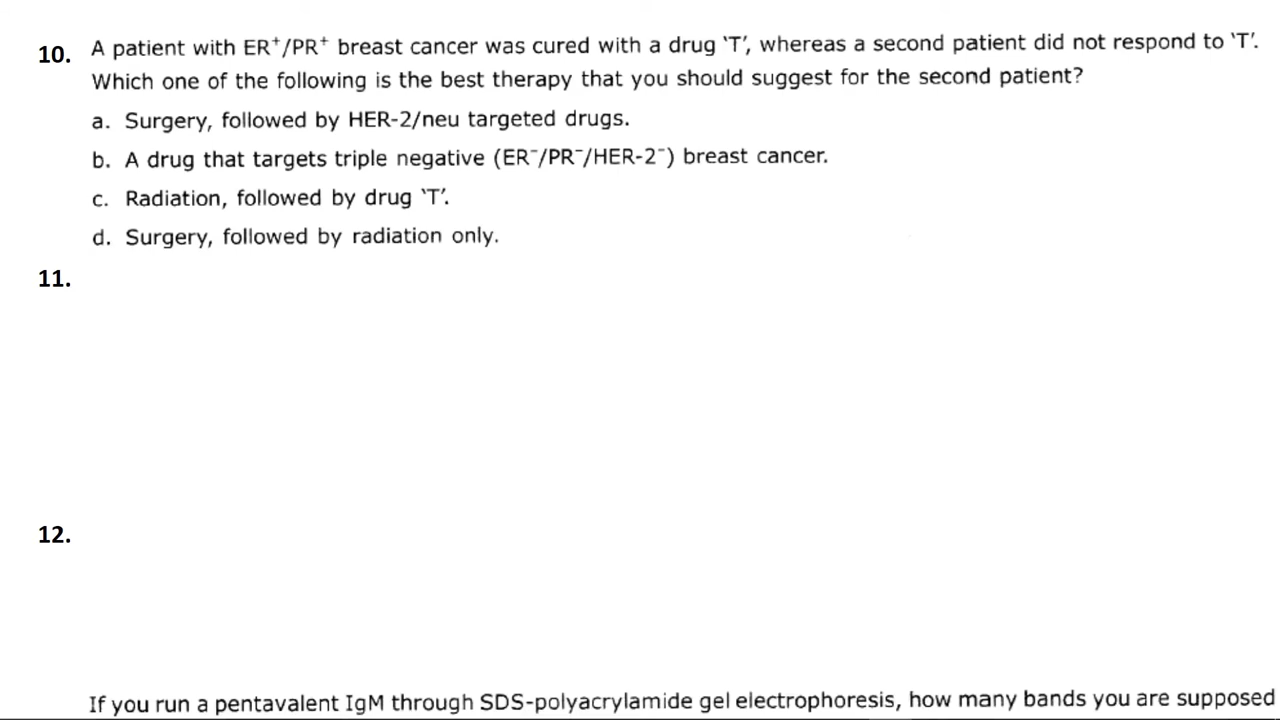 10. A patient with ER⁺/PR⁺ breast cancer was cured with a drug ‘T’, whereas a second patient did not respond to ‘T’.
Which one of the following is the best therapy that you should suggest for the second patient?
a. Surgery, followed by HER-2/neu targeted drugs.
b. A drug that targets triple negative (ER⁻/PR⁻/HER-2⁻) breast cancer.
c. Radiation, followed by drug ‘T’.
d. Surgery, followed by radiation only.
11.
12.
If you run a pentavalent IgM through SDS-polyacrylamide gel electrophoresis, how many bands you are supposed